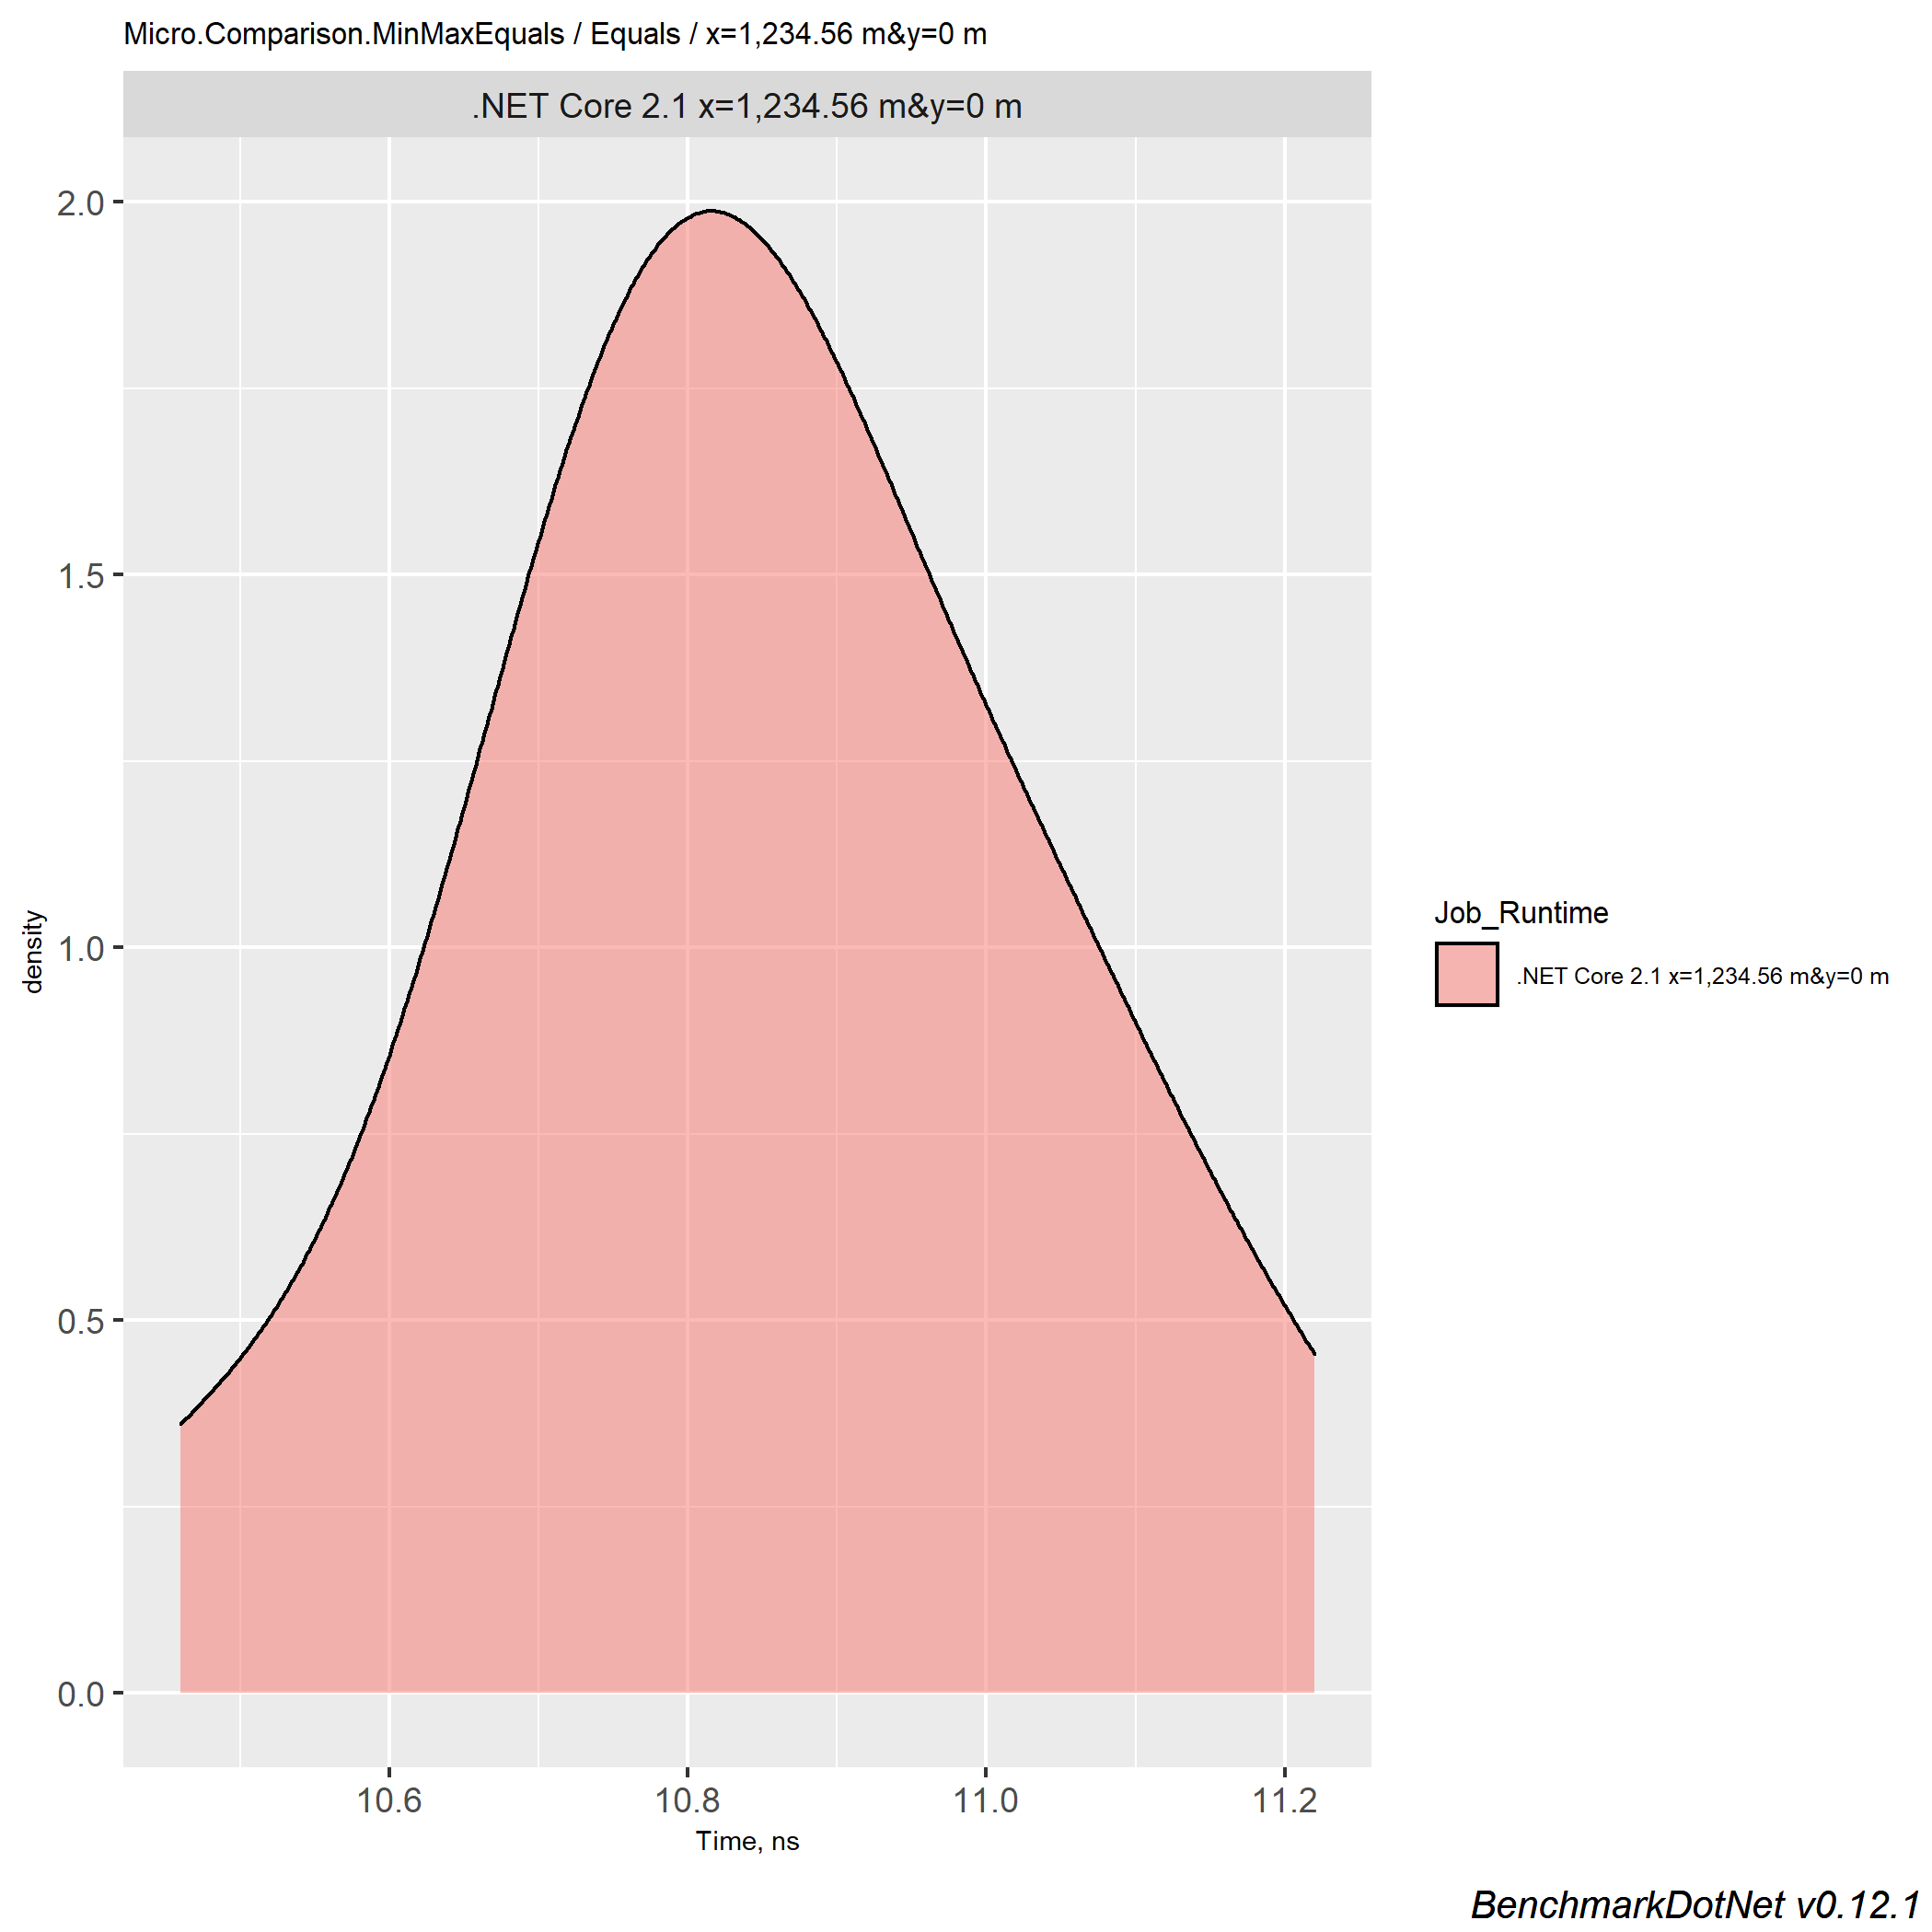 Micro.Comparison.MinMaxEquals / Equals / x=1,234.56 m&y=0 m
.NET Core 2.1 x=1,234.56 m&y=0 m
2.0
1.5
1.0
0.5
0.0
density
10.6 10.8 11.0 11.2
Time, ns
Job_Runtime
.NET Core 2.1 x=1,234.56 m&y=0 m
BenchmarkDotNet v0.12.1